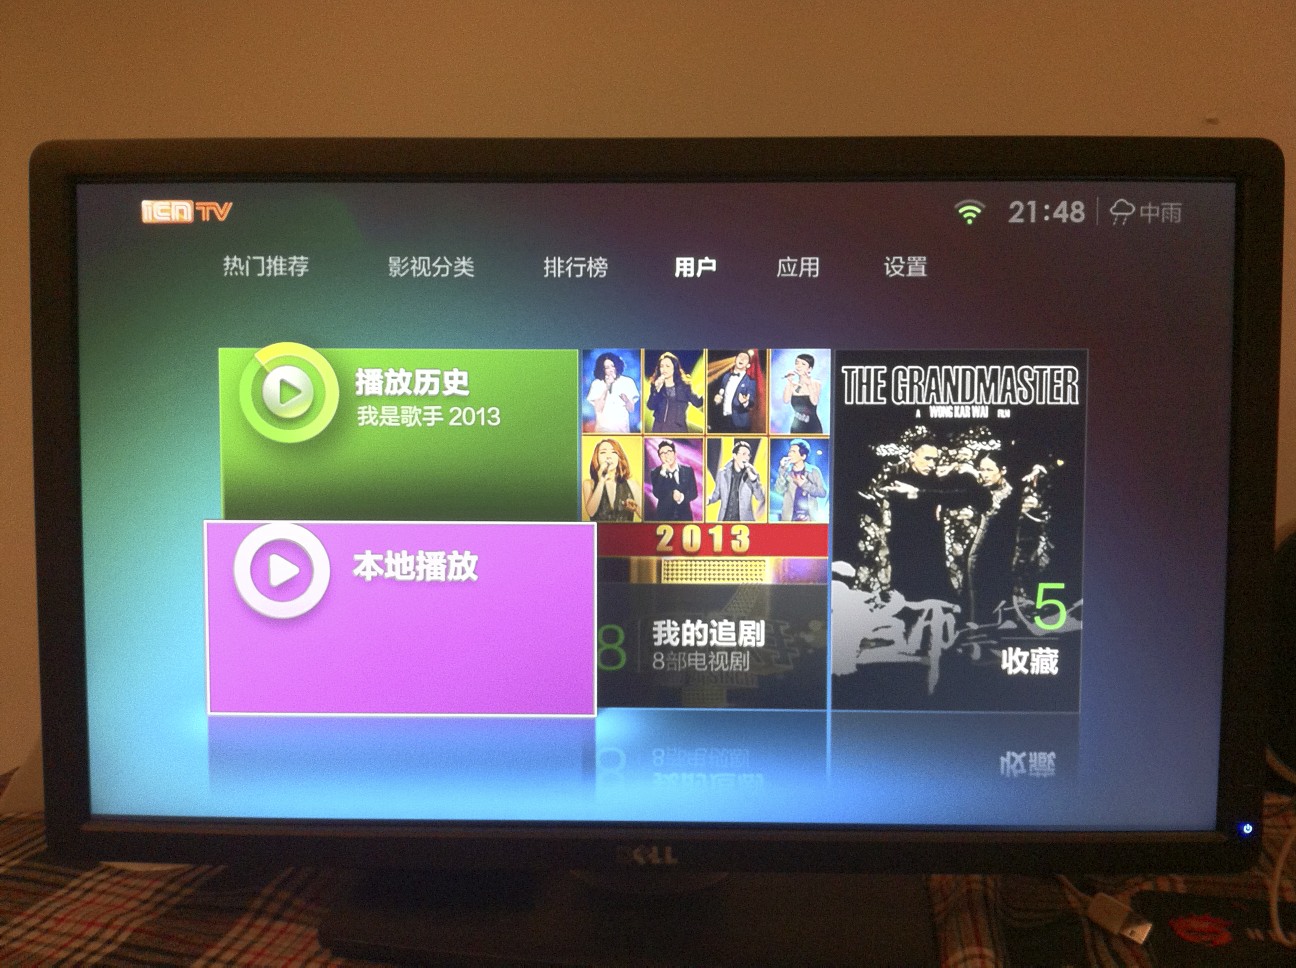 iCN TV
21:48
中雨
热门推荐 影视分类 排行榜 用户 应用 设置
播放历史
我是歌手 2013
本地播放
2013
8
我的追剧
8部电视剧
THE GRANDMASTER
A WONG KAR WAI FILM
一代宗师
5
收藏
DELL